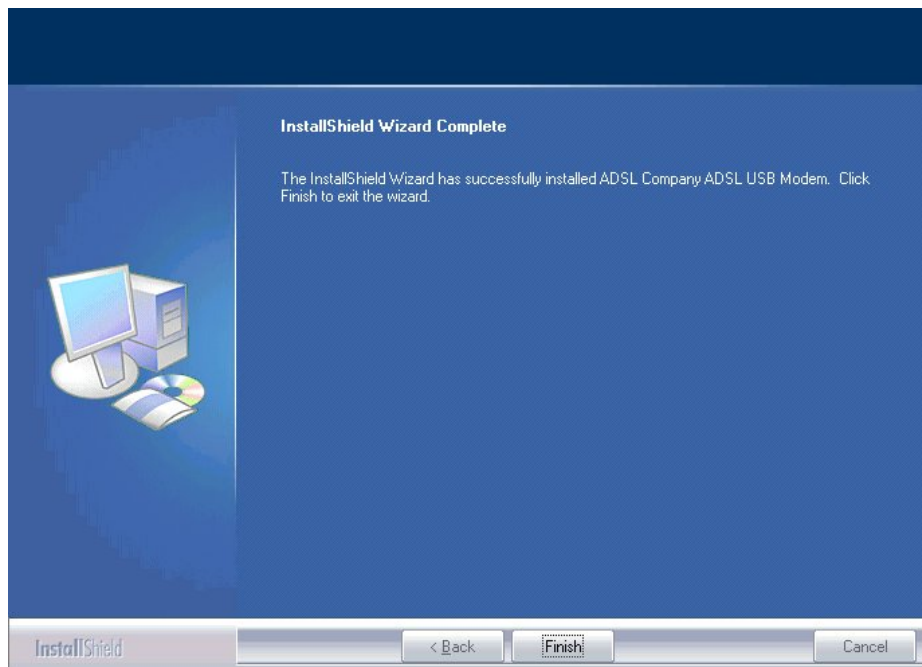 InstallShield Wizard Complete
The InstallShield Wizard has successfully installed ADSL Company ADSL USB Modem. Click
Finish to exit the wizard.
InstallShield
< Back
Finish
Cancel